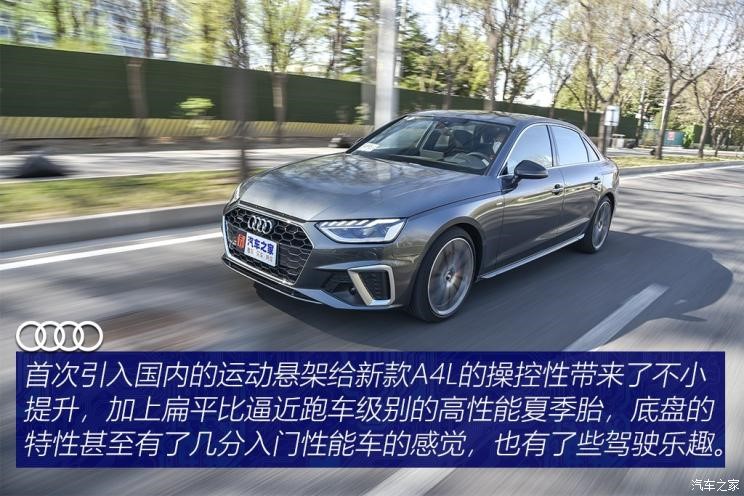 汽车之家
首次引入国内的运动悬架给新款A4L的操控性带来了不小
提升，加上扁平比逼近跑车级别的高性能夏季胎，底盘的
特性甚至有了几分入门性能车的感觉，也有了些驾驶乐趣。
汽车之家